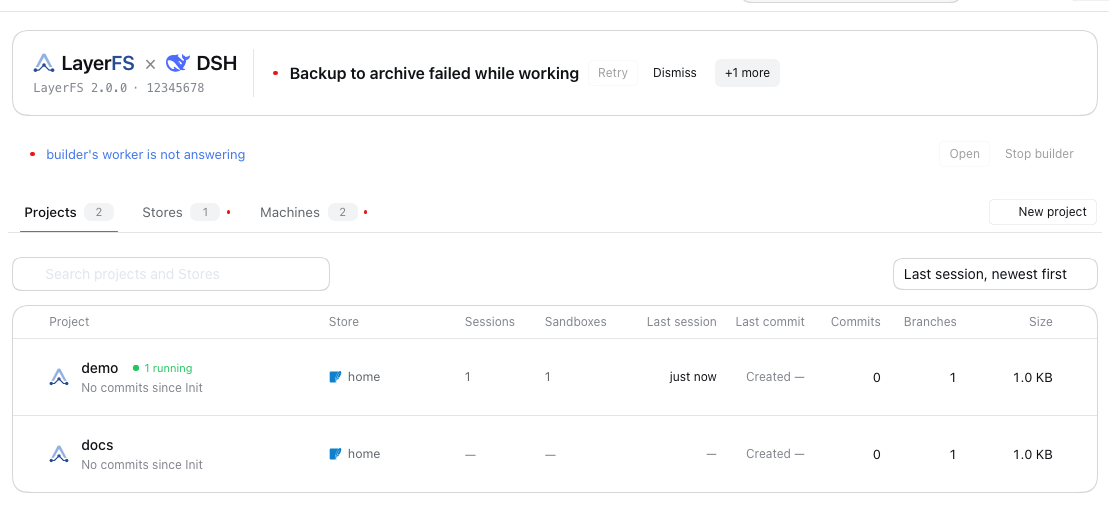 LayerFS × DSH
LayerFS 2.0.0 · 12345678
Backup to archive failed while working Retry Dismiss +1 more
builder's worker is not answering Open Stop builder
Projects 2 Stores 1 Machines 2 New project
Search projects and Stores Last session, newest first
Project Store Sessions Sandboxes Last session Last commit Commits Branches Size
demo 1 running home 1 1 just now Created — 0 1 1.0 KB
No commits since Init
docs home — — — Created — 0 1 1.0 KB
No commits since Init